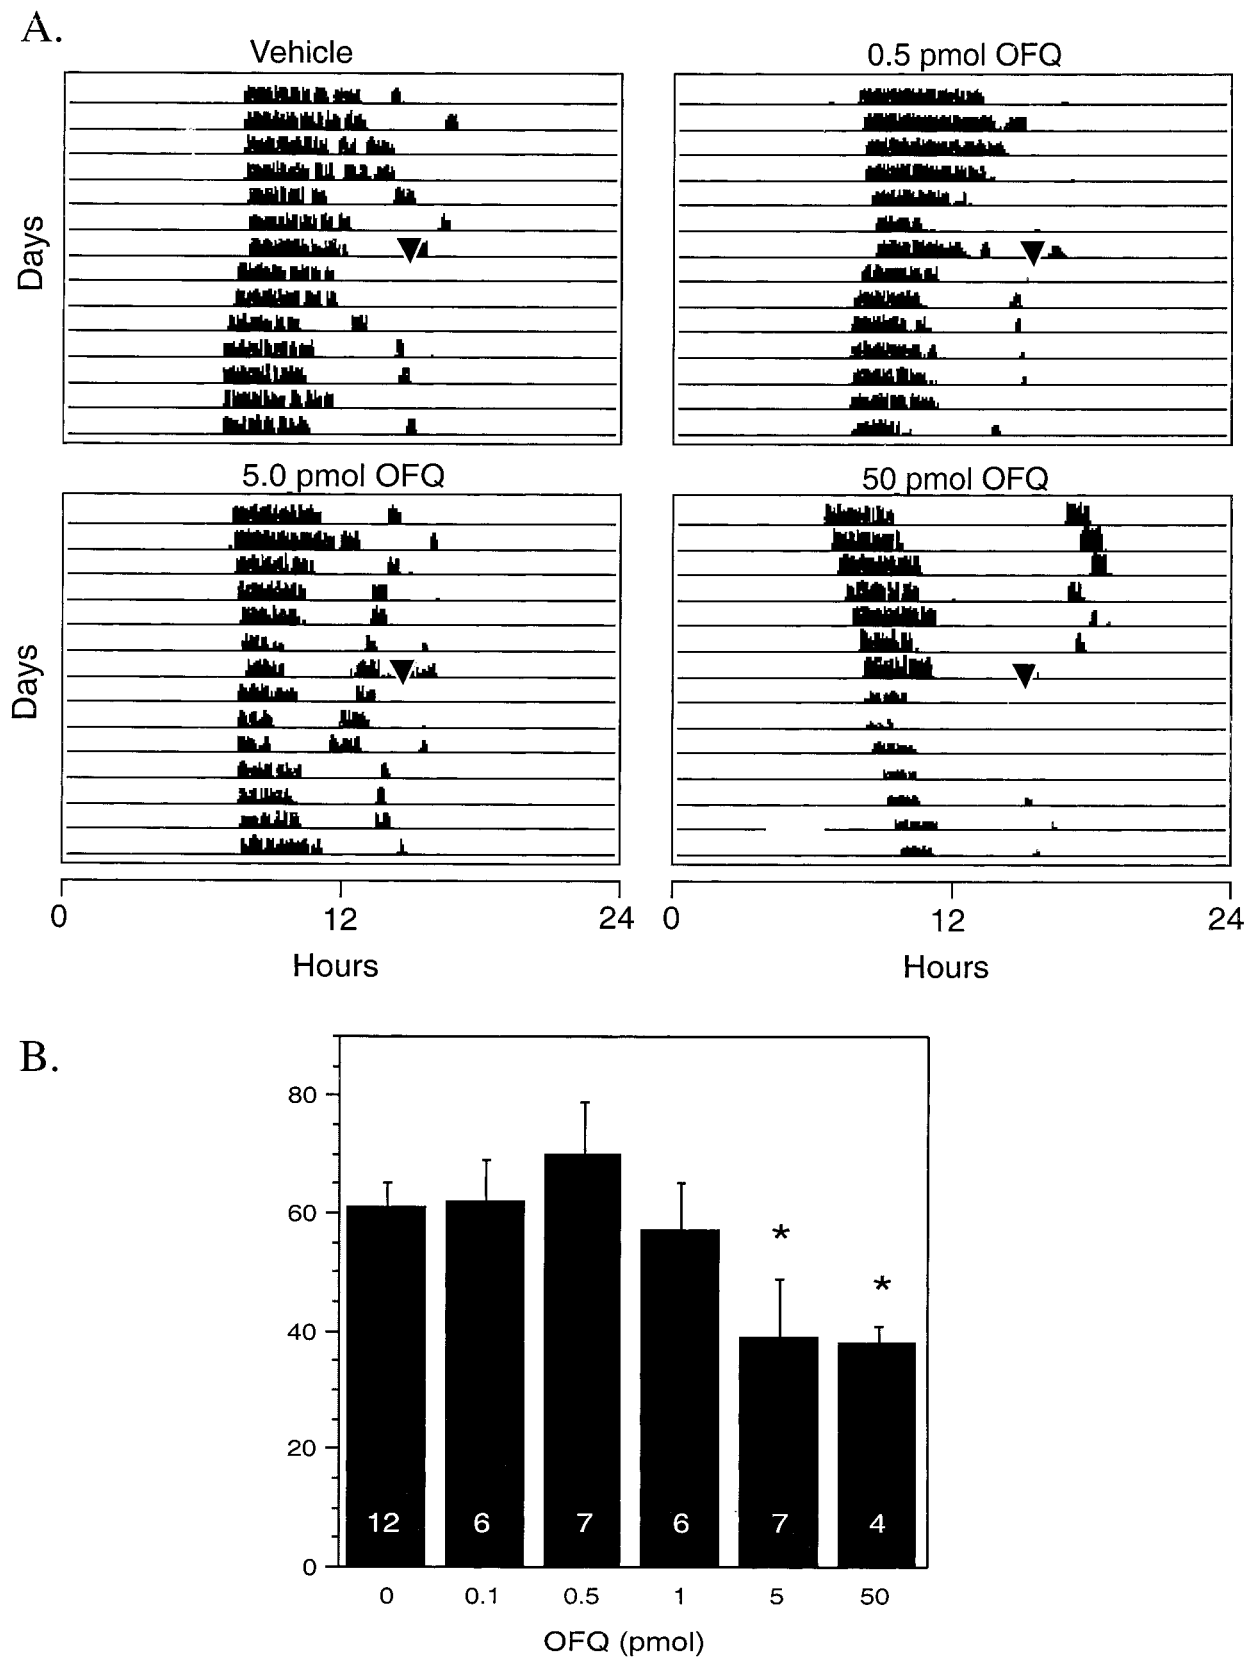 A.
Vehicle
0.5 pmol OFQ
Days
5.0 pmol OFQ
50 pmol OFQ
Days
0 12 24 0 12 24
Hours Hours
B.
80
60
* 
*
40
20
12 6 7 6 7 4
0
0 0.1 0.5 1 5 50
OFQ (pmol)